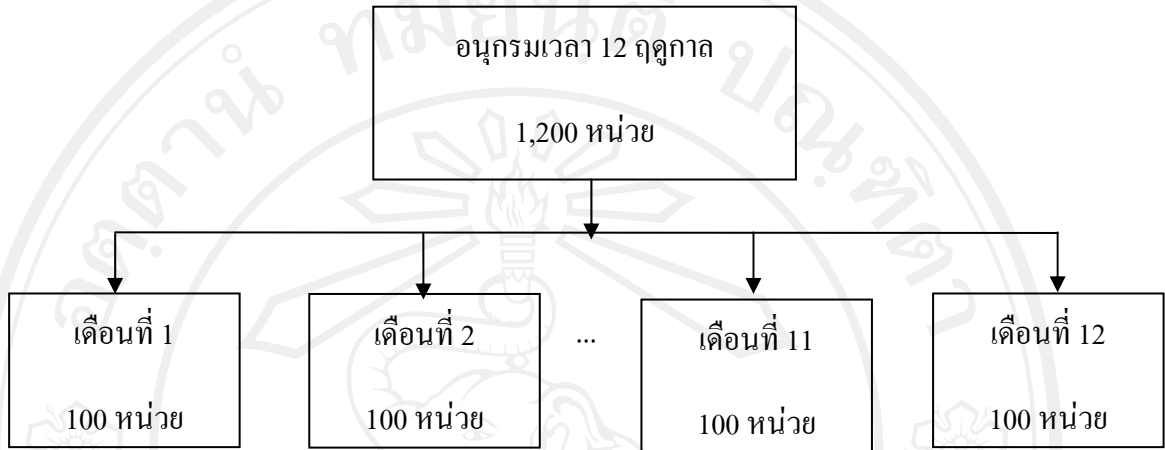 อนุกรมเวลา 12 ฤดูกาล
1,200 หน่วย
เดือนที่ 1
100 หน่วย
เดือนที่ 2
100 หน่วย
...
เดือนที่ 11
100 หน่วย
เดือนที่ 12
100 หน่วย